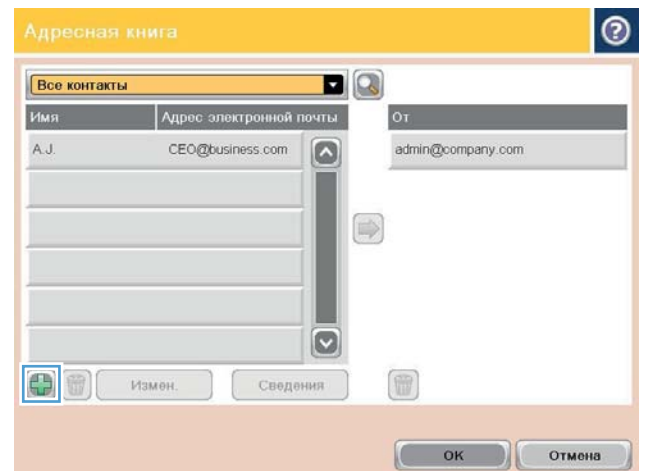 Адресная книга
Все контакты
Имя Адрес электронной почты От
A.J. CEO@business.com admin@company.com
Измен. Сведения
OK Отмена